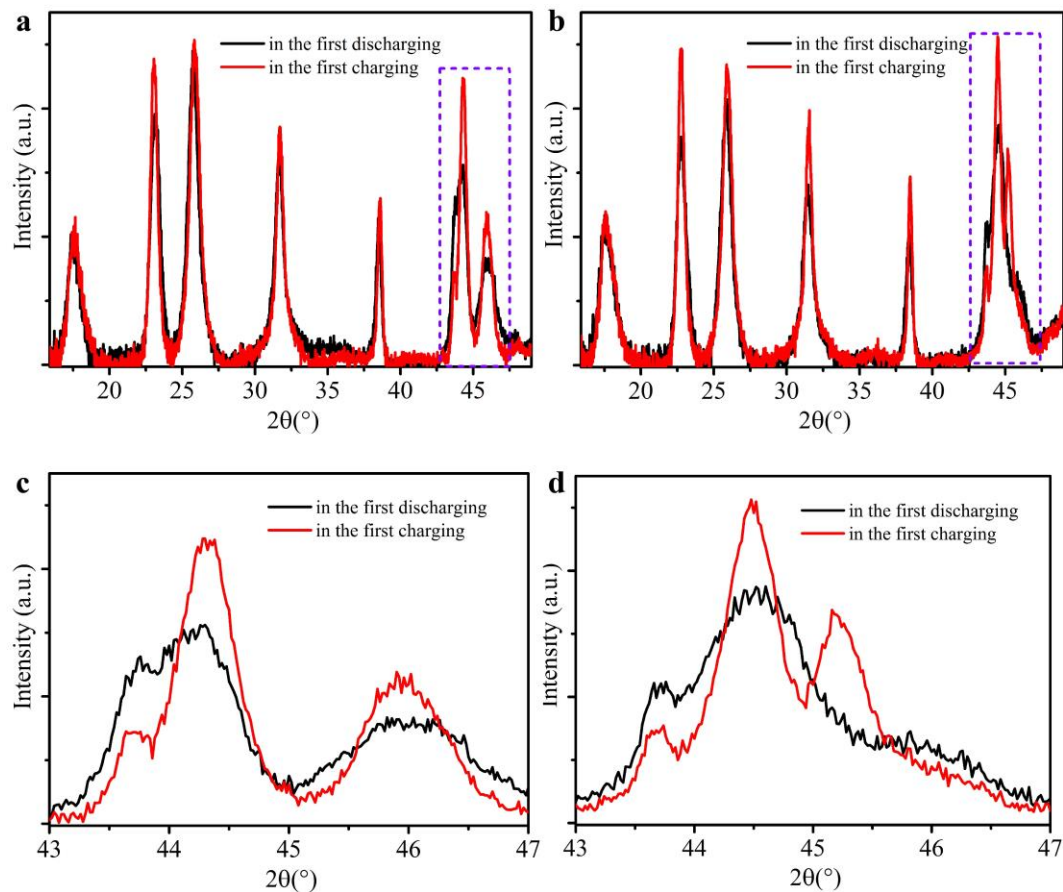 a
in the first discharging
in the first charging
Intensity (a.u.)
20 25 30 35 40 45
2θ(°)
b
in the first discharging
in the first charging
Intensity (a.u.)
20 25 30 35 40 45
2θ(°)
c
in the first discharging
in the first charging
Intensity (a.u.)
43 44 45 46 47
2θ(°)
d
in the first discharging
in the first charging
Intensity (a.u.)
43 44 45 46 47
2θ(°)